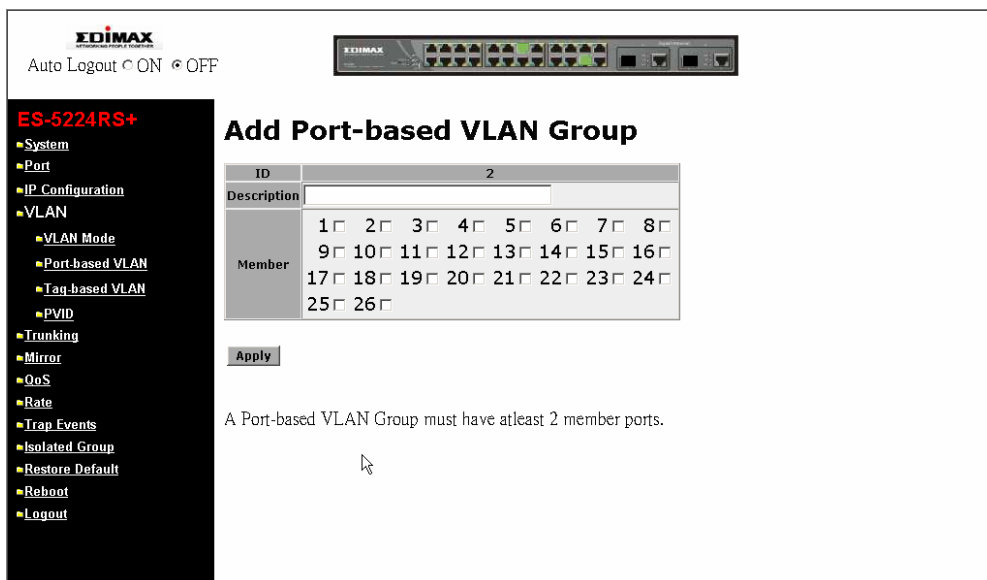 EDIMAX
NETWORKING PEOPLE TOGETHER
Auto Logout ON OFF
EDIMAX
ES-5224RS+
System
Port
IP Configuration
VLAN
VLAN Mode
Port-based VLAN
Tag-based VLAN
PVID
Trunking
Mirror
QoS
Rate
Trap Events
Isolated Group
Restore Default
Reboot
Logout
Add Port-based VLAN Group
ID 2
Description
Member
1 2 3 4 5 6 7 8
9 10 11 12 13 14 15 16
17 18 19 20 21 22 23 24
25 26
Apply
A Port-based VLAN Group must have atleast 2 member ports.